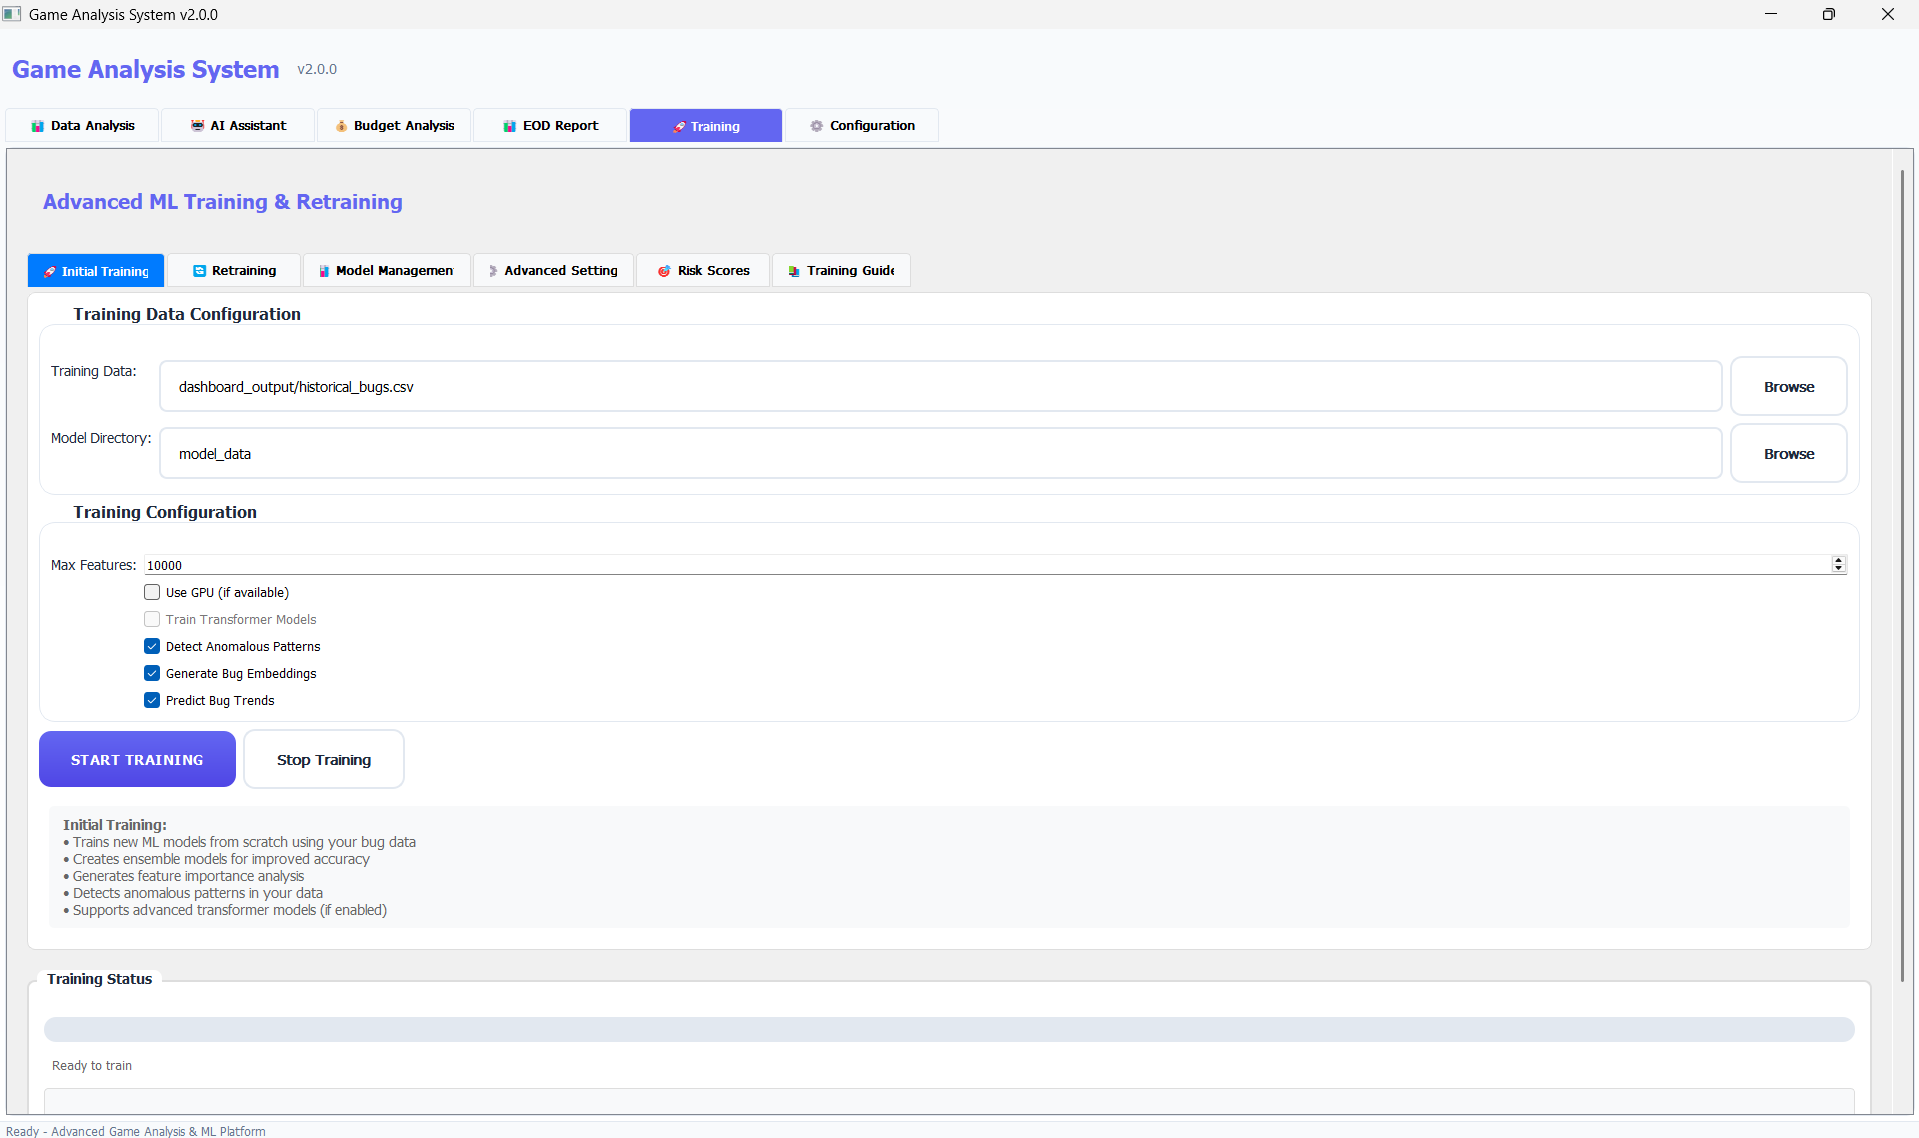 Game Analysis System v2.0.0
Game Analysis System v2.0.0
Data Analysis
AI Assistant
Budget Analysis
EOD Report
Training
Configuration
Advanced ML Training & Retraining
Initial Training
Retraining
Model Managemen
Advanced Setting
Risk Scores
Training Guide
Training Data Configuration
Training Data:
dashboard_output/historical_bugs.csv
Browse
Model Directory:
model_data
Browse
Training Configuration
Max Features: 10000
Use GPU (if available)
Train Transformer Models
Detect Anomalous Patterns
Generate Bug Embeddings
Predict Bug Trends
START TRAINING
Stop Training
Initial Training:
• Trains new ML models from scratch using your bug data
• Creates ensemble models for improved accuracy
• Generates feature importance analysis
• Detects anomalous patterns in your data
• Supports advanced transformer models (if enabled)
Training Status
Ready to train
Ready - Advanced Game Analysis & ML Platform